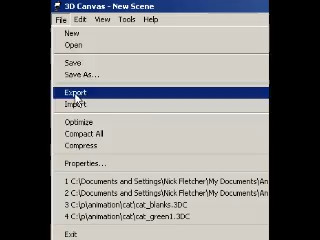 3D Canvas - New Scene
File Edit View Tools Help
New
Open
Save
Save As...
Export
Import
Optimize
Compact All
Compress
Properties...
1 C:\Documents and Settings\Nick Fletcher\My Documents\An
2 C:\Documents and Settings\Nick Fletcher\My Documents\An
3 C:\p\animation\cat\cat_blanks.3DC
4 C:\p\animation\cat\cat_green1.3DC
Exit